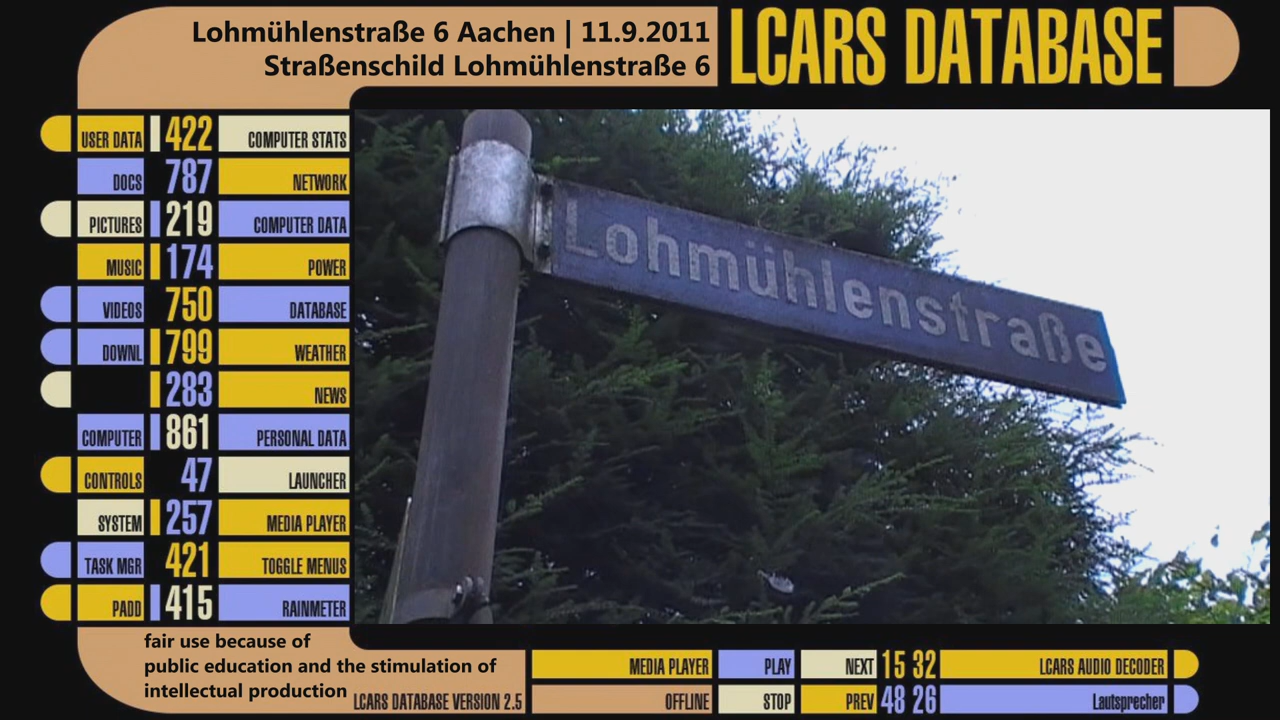 Lohmühlenstraße 6 Aachen | 11.9.2011
Straßenschild Lohmühlenstraße 6
LCARS DATABASE
USER DATA 422 COMPUTER STATS
DOCS 787 NETWORK
PICTURES 219 COMPUTER DATA
MUSIC 174 POWER
VIDEOS 750 DATABASE
DOWNL 799 WEATHER
283 NEWS
COMPUTER 861 PERSONAL DATA
CONTROLS 47 LAUNCHER
SYSTEM 257 MEDIA PLAYER
TASK MGR 421 TOGGLE MENUS
PADD 415 RAINMETER
Lohmühlenstraße
fair use because of
public education and the stimulation of
intellectual production
LCARS DATABASE VERSION 2.5
MEDIA PLAYER PLAY NEXT 15 32 LCARS AUDIO DECODER
OFFLINE STOP PREV 48 26 Lautsprecher